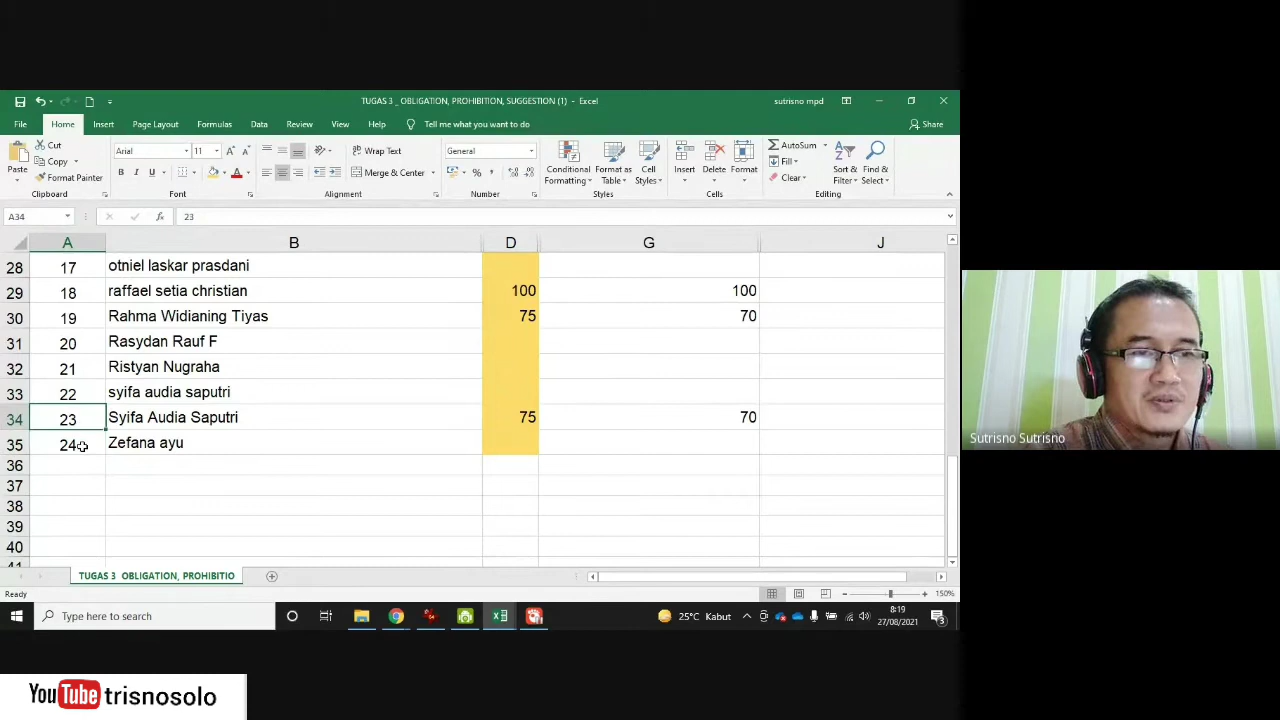 TUGAS 3 _ OBLIGATION, PROHIBITION, SUGGESTION (1) - Excel
sutrisno mpd
File Home Insert Page Layout Formulas Data Review View Help Tell me what you want to do Share
Paste Cut Copy Format Painter
Arial 11
B I U
Wrap Text
Merge & Center
General
Conditional Formatting Format as Table Cell Styles
Insert Delete Format
AutoSum Fill Clear
Sort & Filter Find & Select
Clipboard Font Alignment Number Styles Cells Editing
A34 fx 23
A B D G J
28 17 otniel laskar prasdani
29 18 raffael setia christian 100 100
30 19 Rahma Widianing Tiyas 75 70
31 20 Rasydan Rauf F
32 21 Ristyan Nugraha
33 22 syifa audia saputri
34 23 Syifa Audia Saputri 75 70
35 24 Zefana ayu
36
37
38
39
40
41
TUGAS 3 OBLIGATION, PROHIBITIO
Ready 150%
Type here to search
25°C Kabut
8:19
27/08/2021
3
Sutrisno Sutrisno
YouTube trisnosolo